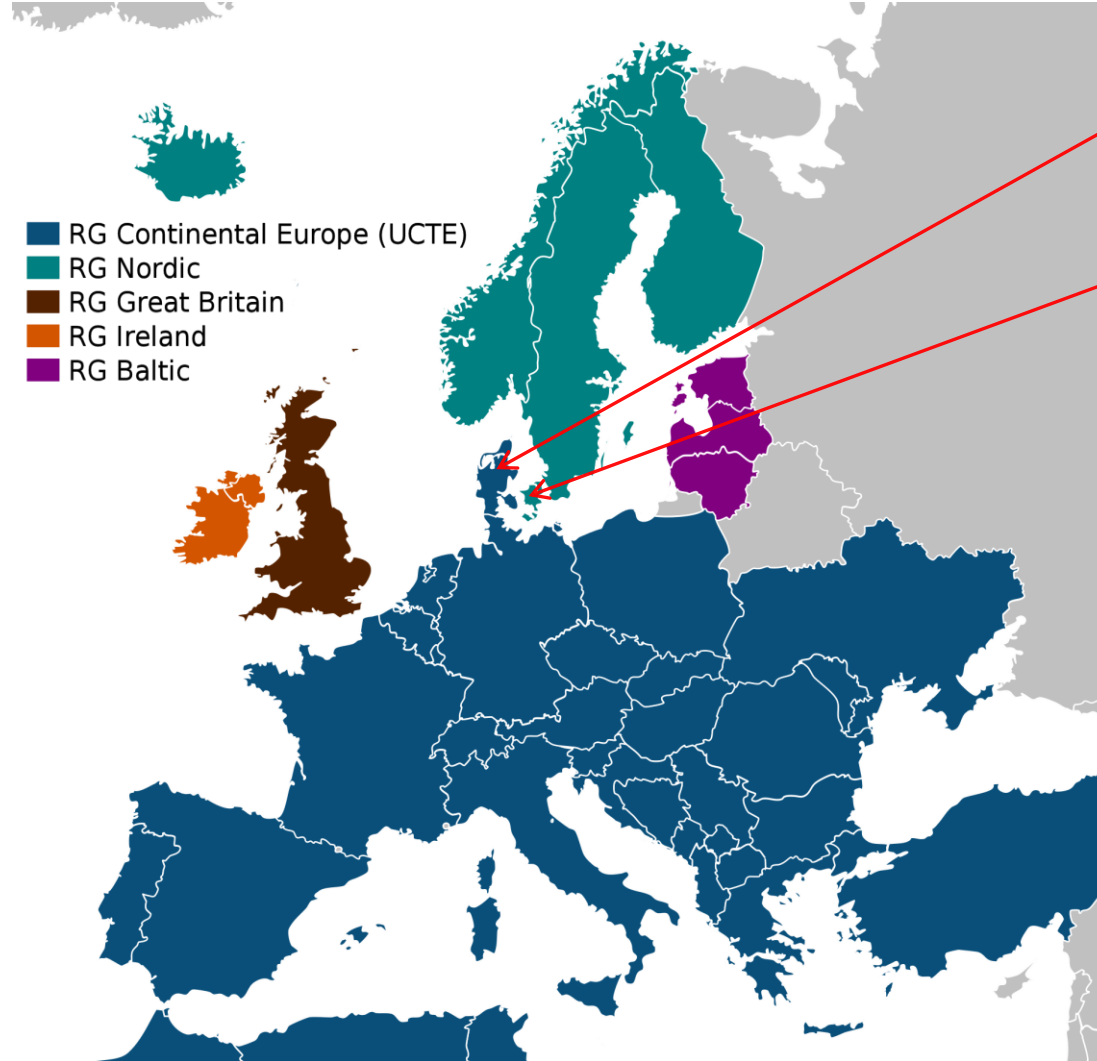 RG Continental Europe (UCTE)
RG Nordic
RG Great Britain
RG Ireland
RG Baltic